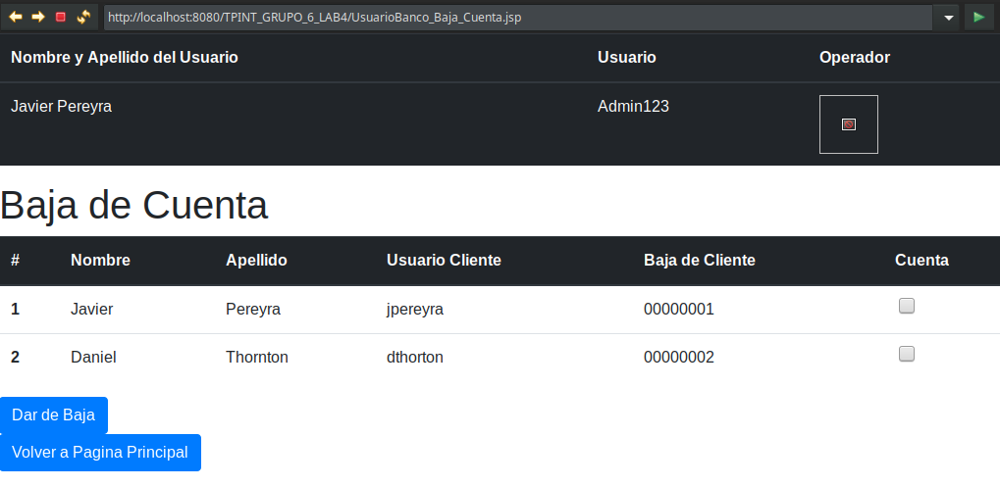 http://localhost:8080/TPINT_GRUPO_6_LAB4/UsuarioBanco_Baja_Cuenta.jsp
Nombre y Apellido del Usuario Usuario Operador
Javier Pereyra Admin123
Baja de Cuenta
# Nombre Apellido Usuario Cliente Baja de Cliente Cuenta
1 Javier Pereyra jpereyra 00000001
2 Daniel Thornton dthorton 00000002
Dar de Baja
Volver a Pagina Principal